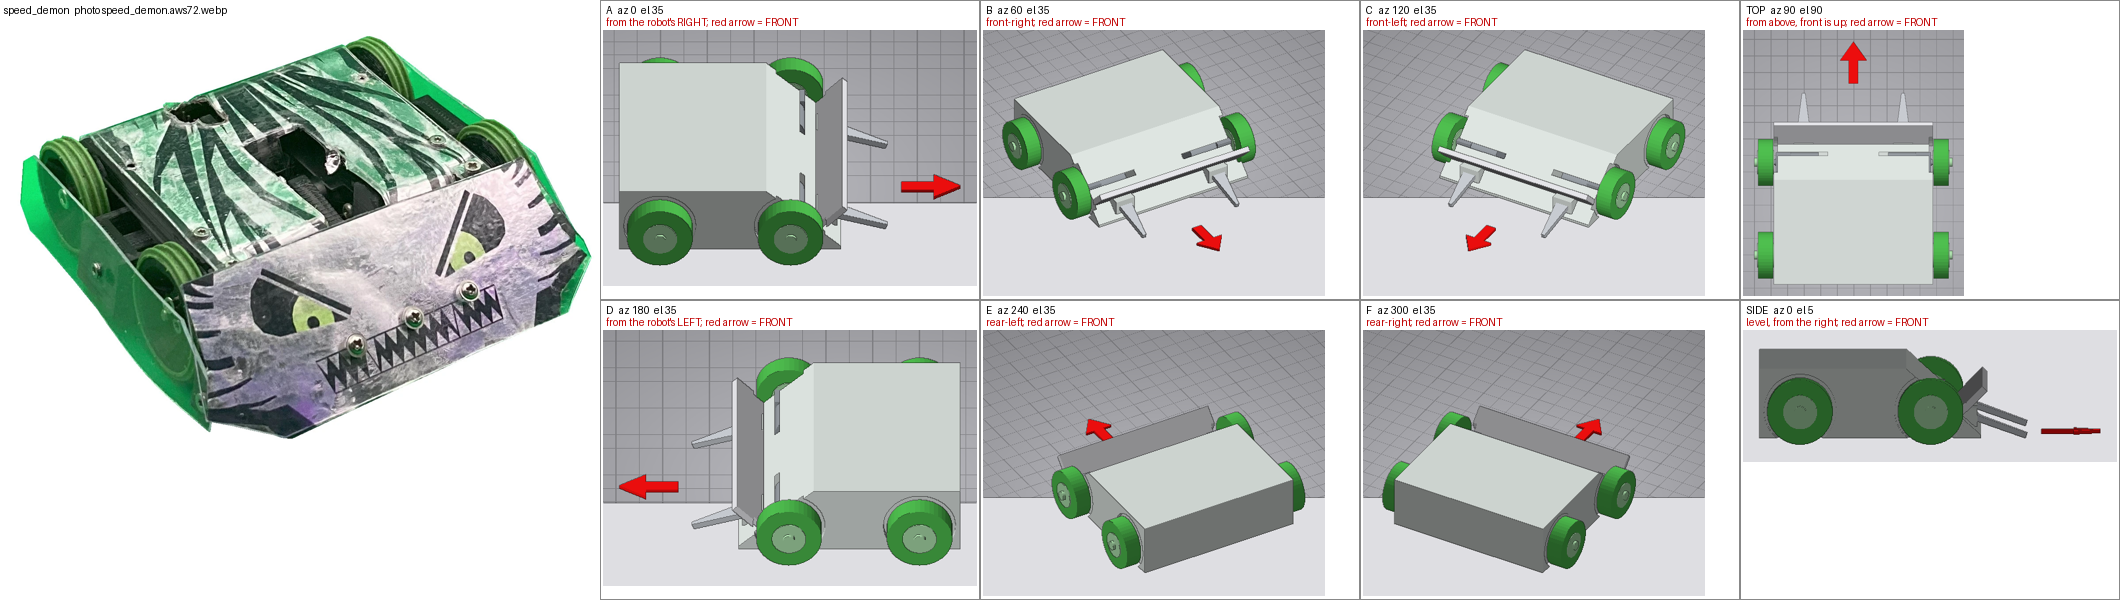 speed_demon photo speed_demon.aws72.webp
A az 0 el 35
from the robot's RIGHT; red arrow = FRONT
B az 60 el 35
front-right; red arrow = FRONT
C az 120 el 35
front-left; red arrow = FRONT
TOP az 90 el 90
from above, front is up; red arrow = FRONT
D az 180 el 35
from the robot's LEFT; red arrow = FRONT
E az 240 el 35
rear-left; red arrow = FRONT
F az 300 el 35
rear-right; red arrow = FRONT
SIDE az 0 el 5
level, from the right; red arrow = FRONT